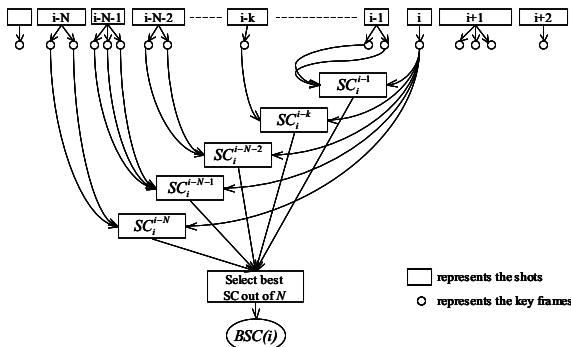 i-N i-N-1 i-N-2 i-k i-1 i i+1 i+2
SC_i^{i-1}
SC_i^{i-k}
SC_i^{i-N-2}
SC_i^{i-N-1}
SC_i^{i-N}
Select best
SC out of N
BSC(i)
represents the shots
represents the key frames